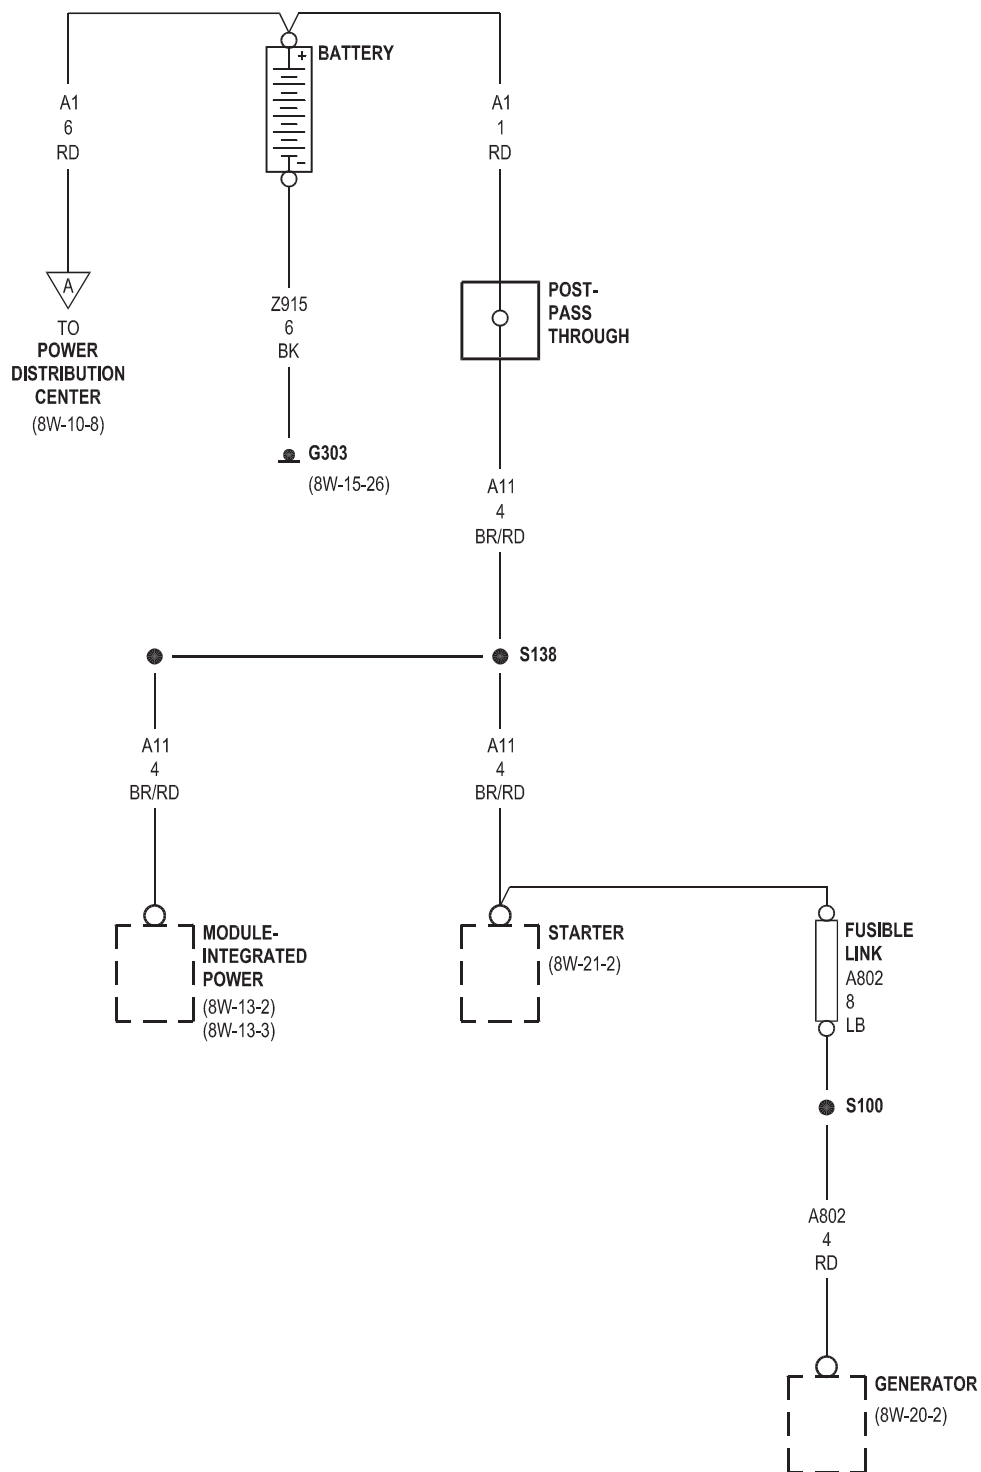 BATTERY
+
-
A1
6
RD
A1
1
RD
A
TO
POWER
DISTRIBUTION
CENTER
(8W-10-8)
Z915
6
BK
POST-
PASS
THROUGH
G303
(8W-15-26)
A11
4
BR/RD
S138
A11
4
BR/RD
A11
4
BR/RD
MODULE-
INTEGRATED
POWER
(8W-13-2)
(8W-13-3)
STARTER
(8W-21-2)
FUSIBLE
LINK
A802
8
LB
S100
A802
4
RD
GENERATOR
(8W-20-2)